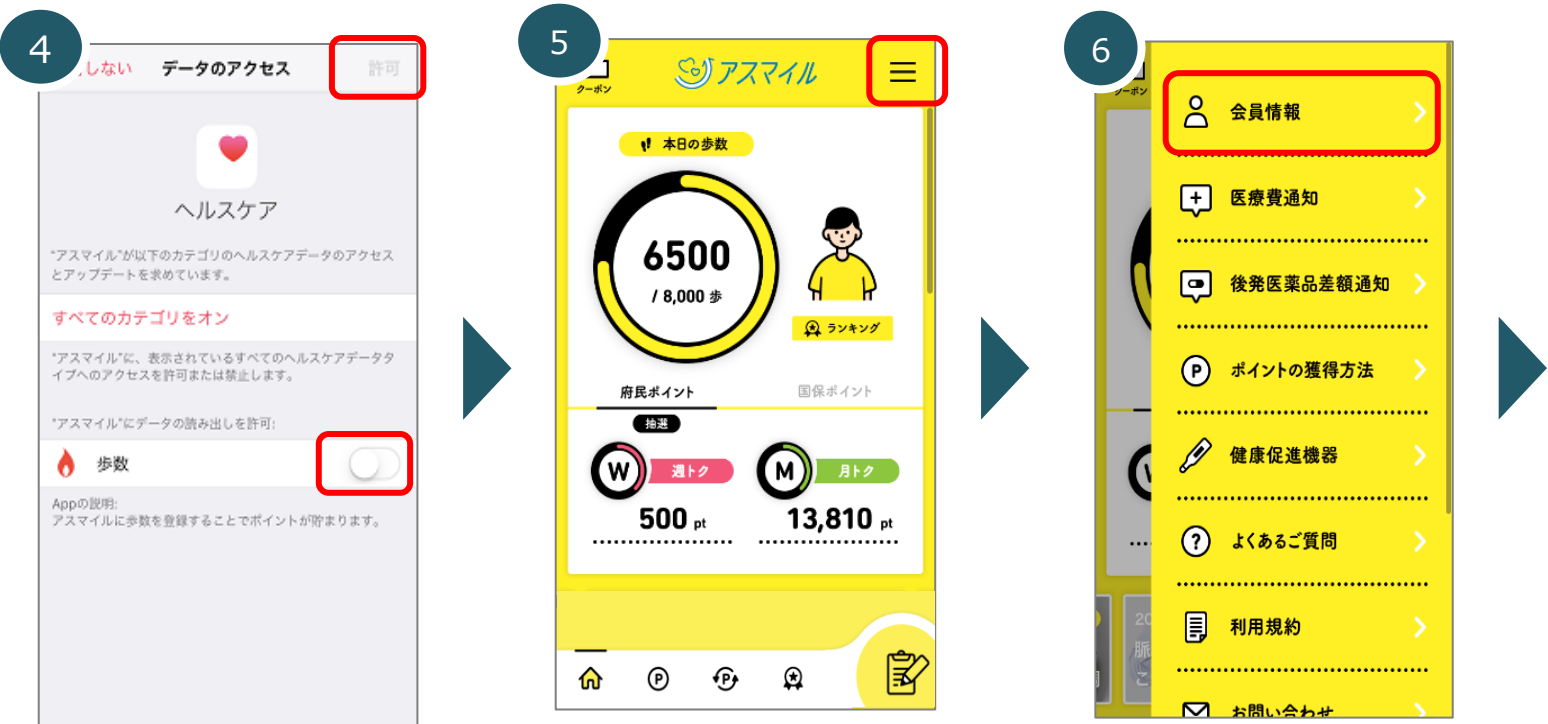 4
しない データのアクセス 許可
ヘルスケア
"アスマイル"が以下のカテゴリのヘルスケアデータのアクセス
とアップデートを求めています。
すべてのカテゴリをオン
"アスマイル"に、表示されているすべてのヘルスケアデータタ
イプへのアクセスを許可または禁止します。
"アスマイル"にデータの読み出しを許可:
歩数
Appの説明:
アスマイルに歩数を登録することでポイントが貯まります。
5
クーポン
アスマイル
本日の歩数
6500
/ 8,000 歩
ランキング
府民ポイント 国保ポイント
抽選
W 週トク M 月トク
500 pt 13,810 pt
P P
6
クーポン
会員情報
医療費通知
後発医薬品差額通知
P ポイントの獲得方法
健康促進機器
? よくあるご質問
利用規約
お問い合わせ
20
脈
こ